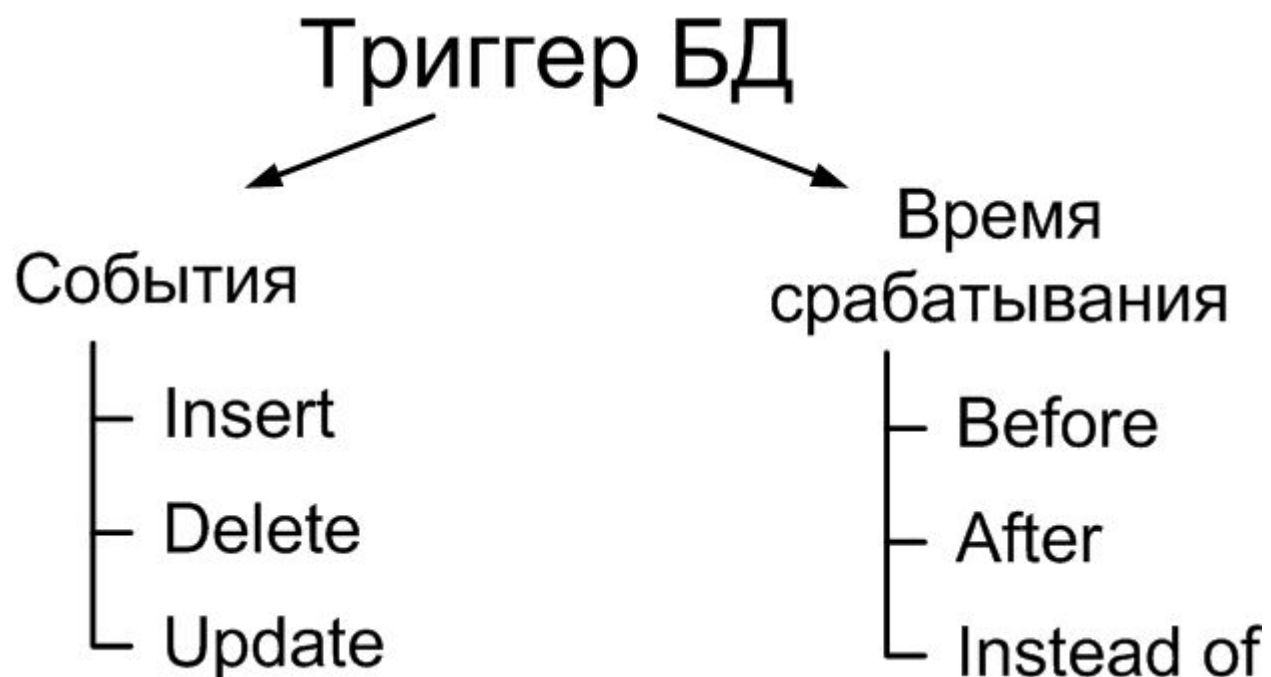 Триггер БД
События
Insert
Delete
Update
Время
срабатывания
Before
After
Instead of